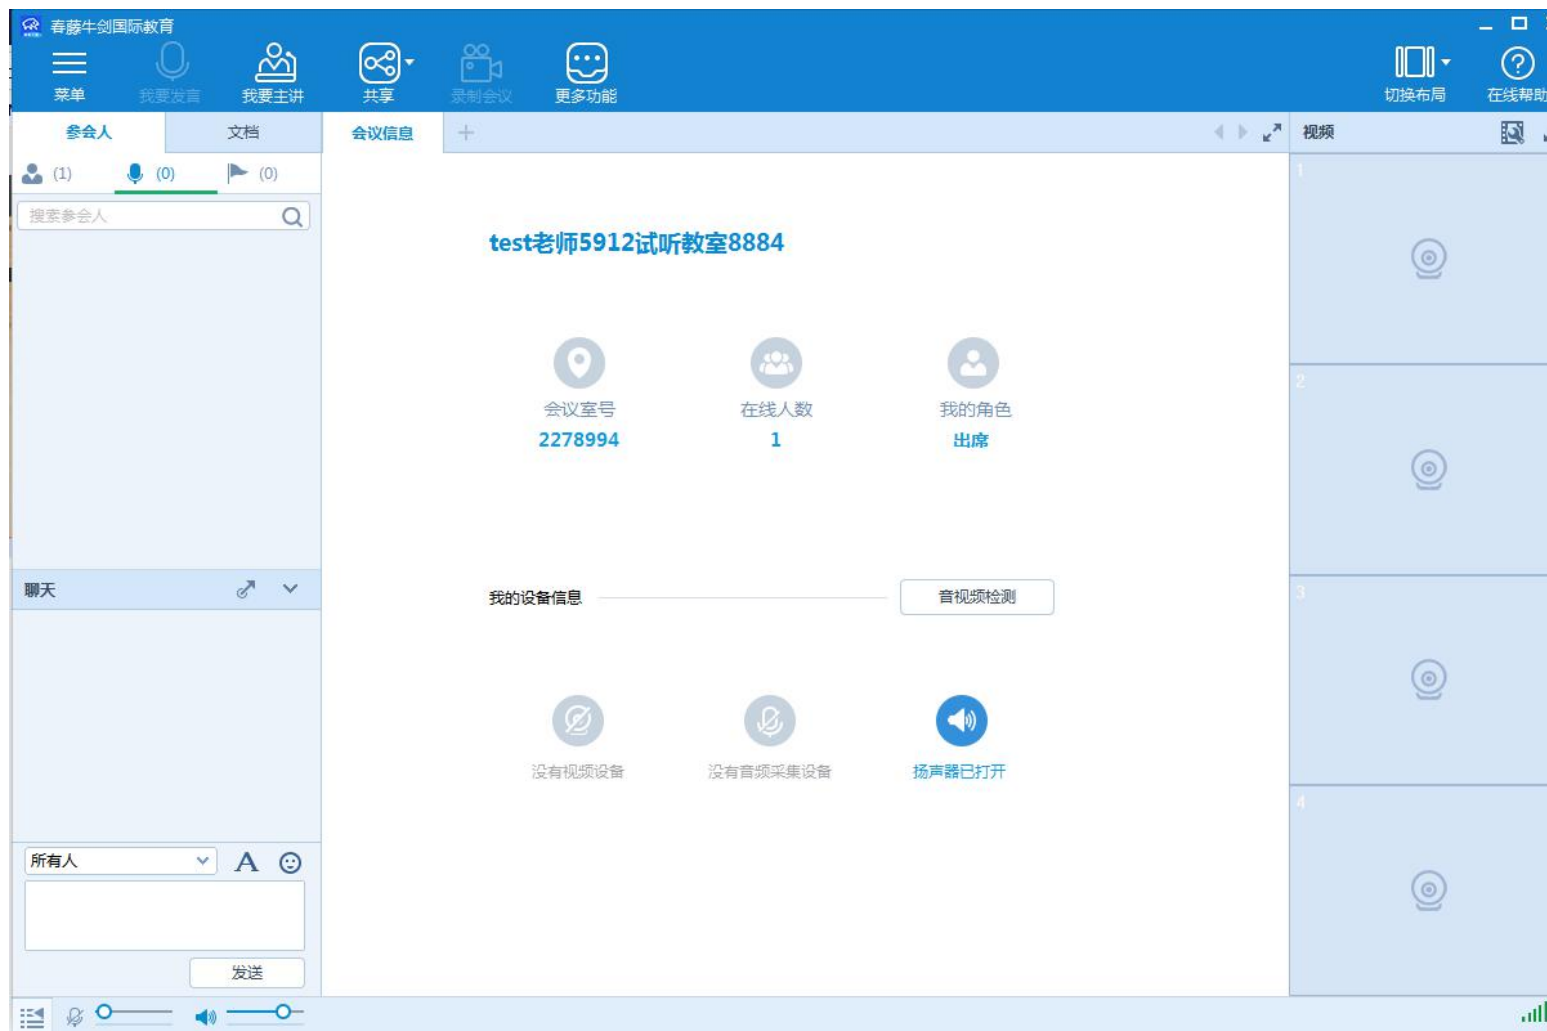 春藤牛剑国际教育
菜单
我要发言
我要主讲
共享
录制会议
更多功能
切换布局
在线帮助
参会人
文档
会议信息
视频
(1)
(0)
(0)
搜索参会人
test老师5912试听教室8884
会议室号
在线人数
我的角色
2278994
1
出席
聊天
我的设备信息
音视频检测
没有视频设备
没有音频采集设备
扬声器已打开
所有人
A
发送
1
2
3
4